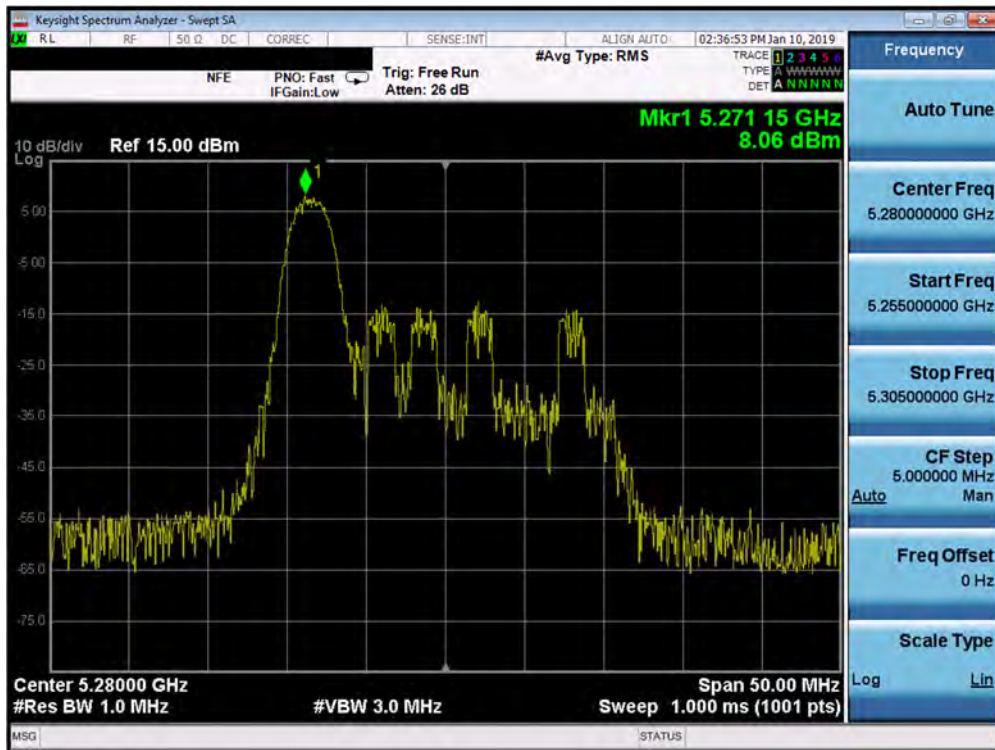 Keysight Spectrum Analyzer - Swept SA
LXI RL RF 50 Ω DC CORREC SENSE:INT ALIGN AUTO 02:36:53 PM Jan 10, 2019
NFE PNO: Fast Trig: Free Run #Avg Type: RMS TRACE 1 2 3 4 5 6
IFGain:Low Atten: 26 dB TYPE A WWWWW
DET A N N N N N
Mkr1 5.271 15 GHz
8.06 dBm
10 dB/div Ref 15.00 dBm
Log
1
5.00
-5.00
-15.0
-25.0
-35.0
-45.0
-55.0
-65.0
-75.0
Center 5.28000 GHz Span 50.00 MHz
#Res BW 1.0 MHz #VBW 3.0 MHz Sweep 1.000 ms (1001 pts)
MSG STATUS
Frequency
Auto Tune
Center Freq
5.280000000 GHz
Start Freq
5.255000000 GHz
Stop Freq
5.305000000 GHz
CF Step
5.000000 MHz
Auto Man
Freq Offset
0 Hz
Scale Type
Log Lin